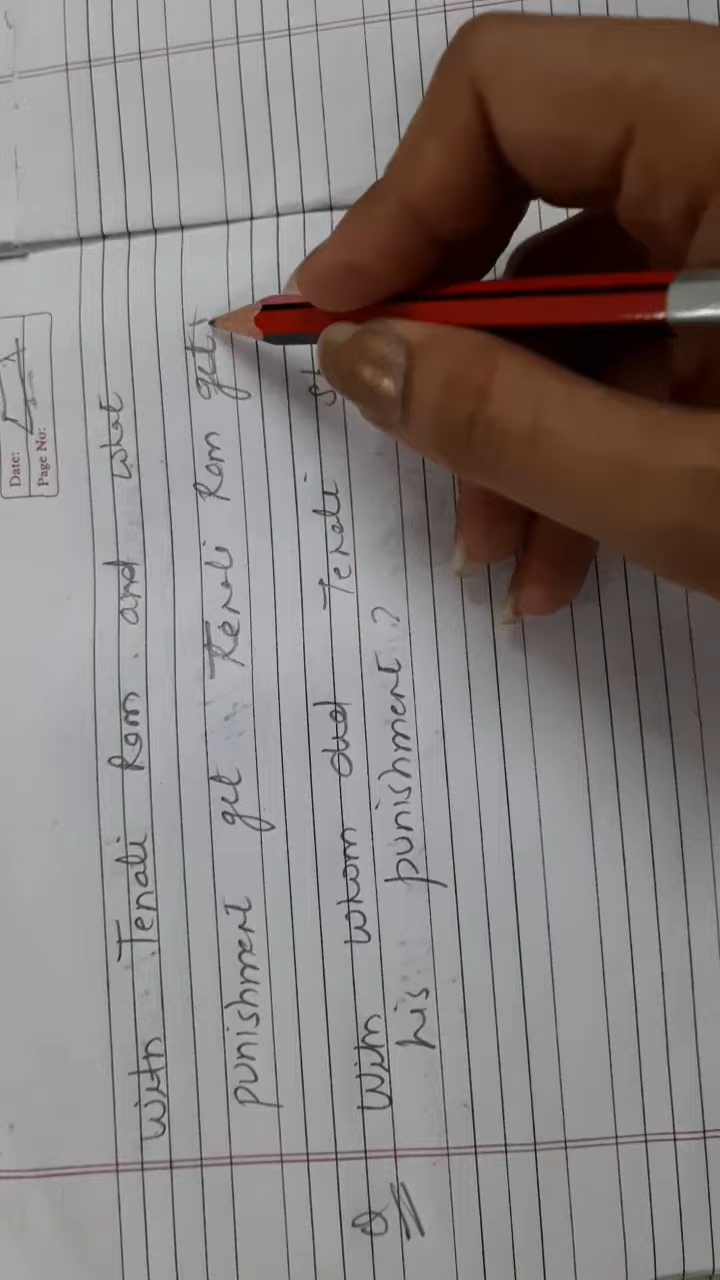 Date:
Page No:
with Tenali Ram . and what
punishment get Tenali Ram get
Q With whom did Tenali
his punishment ?